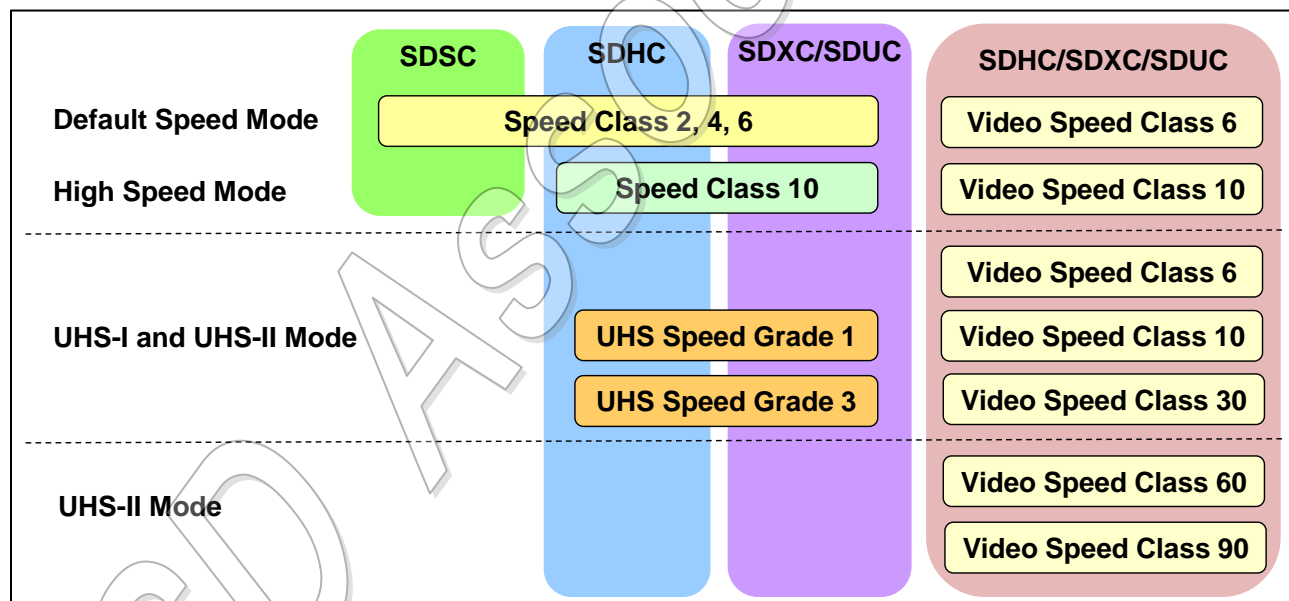 SDSC SDHC SDXC/SDUC SDHC/SDXC/SDUC
Default Speed Mode Speed Class 2, 4, 6 Video Speed Class 6
High Speed Mode Speed Class 10 Video Speed Class 10
Video Speed Class 6
UHS-I and UHS-II Mode UHS Speed Grade 1 Video Speed Class 10
UHS Speed Grade 3 Video Speed Class 30
Video Speed Class 60
UHS-II Mode
Video Speed Class 90
SD Asso